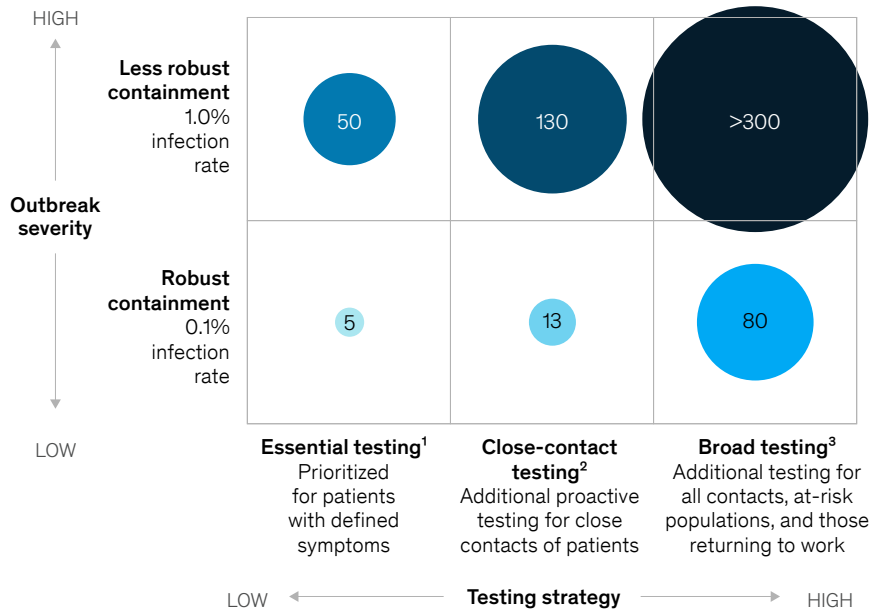 HIGH
Less robust
containment
1.0%
infection
rate
50
130
>300
Outbreak
severity
Robust
containment
0.1%
infection
rate
5
13
80
LOW
Essential testing¹
Prioritized
for patients
with defined
symptoms
Close-contact
testing²
Additional proactive
testing for close
contacts of patients
Broad testing³
Additional testing for
all contacts, at-risk
populations, and those
returning to work
LOW
Testing strategy
HIGH